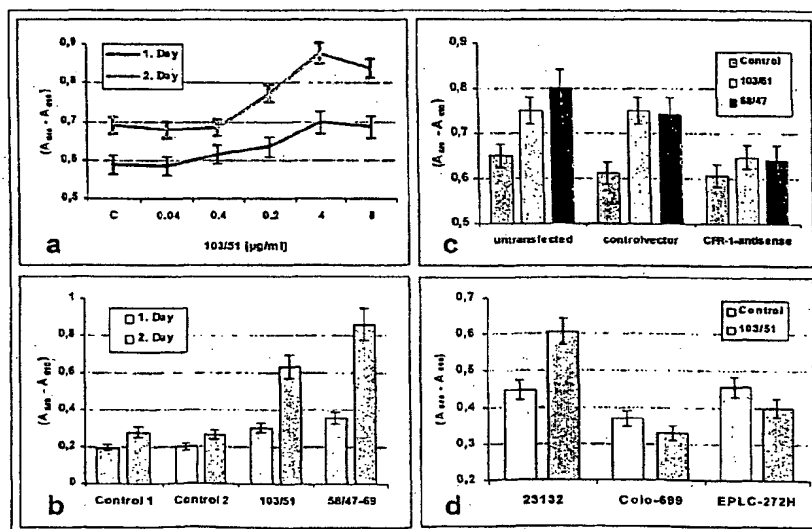 0,9
0,8
0,7
0,6
0,5
1. Day
2. Day
C 0.04 0,4 0,2 4 8
103/51 [µg/ml]
a
0,9
0,8
0,7
0,6
0,5
Control
103/51
58/47
untransfected controlvector CFR-1-antisense
c
1
0,8
0,6
0,4
0,2
0
1. Day
2. Day
Control 1 Control 2 103/51 58/47-69
b
0,7
0,6
0,5
0,4
0,3
0,2
Control
103/51
23132 Colo-699 EPLC-272H
d